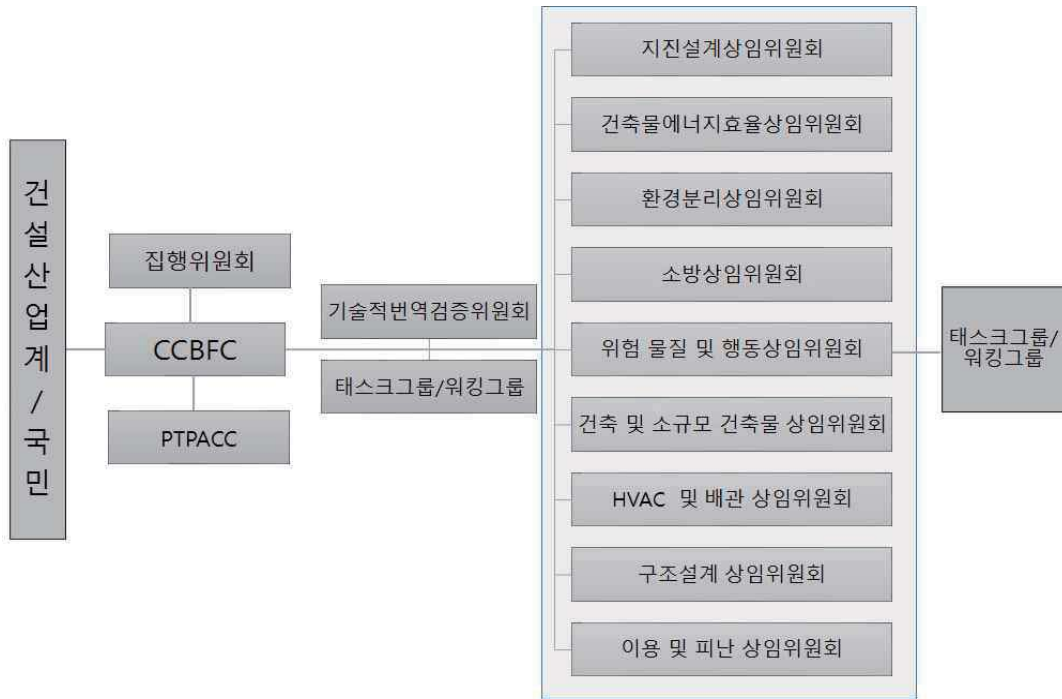 건설산업계/국민
집행위원회
CCBFC
PTPACC
기술적번역검증위원회
태스크그룹/워킹그룹
지진설계상임위원회
건축물에너지효율상임위원회
환경분리상임위원회
소방상임위원회
위험 물질 및 행동상임위원회
건축 및 소규모 건축물 상임위원회
HVAC 및 배관 상임위원회
구조설계 상임위원회
이용 및 피난 상임위원회
태스크그룹/
워킹그룹